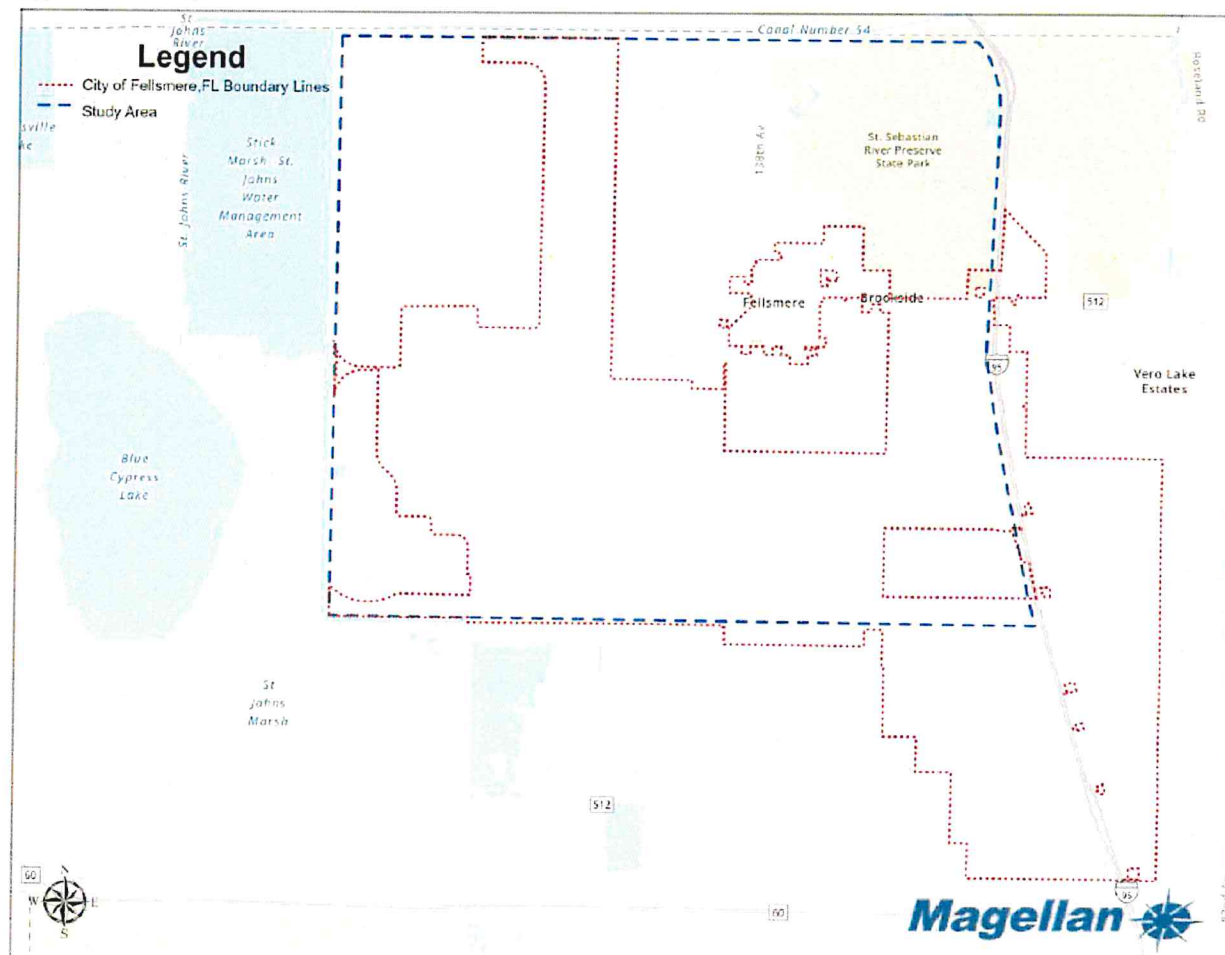 St
Johns
River
Canal Number 54
Legend
City of Fellsmere,FL Boundary Lines
Study Area
sville
ke
Roseland Rd
Stick
Marsh St.
Johns
Water
Management
Area
St. Johns River
138th Av
St. Sebastian
River Preserve
State Park
Fellsmere
Brookside
512
95
Vero Lake
Estates
Blue
Cypress
Lake
St
Johns
Marsh
512
60
N
W
E
S
60
95
Magellan